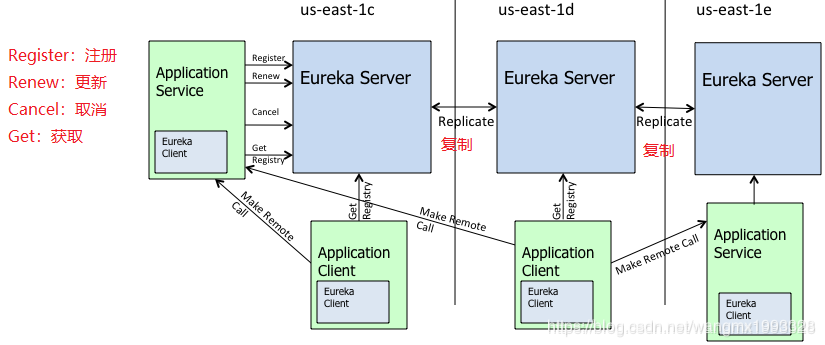 us-east-1c
us-east-1d
us-east-1e
Register：注册
Renew：更新
Cancel：取消
Get：获取
Application
Service
Eureka
Client
Register
Renew
Cancel
Get
Registry
Eureka Server
Replicate
复制
Eureka Server
Replicate
复制
Eureka Server
Make Remote
Call
Get
Registry
Make Remote
Call
Get
Registry
Make Remote Call
Application
Client
Eureka
Client
Application
Client
Eureka
Client
Application
Service
Eureka
Client
https://blog.csdn.net/wangmx1993328